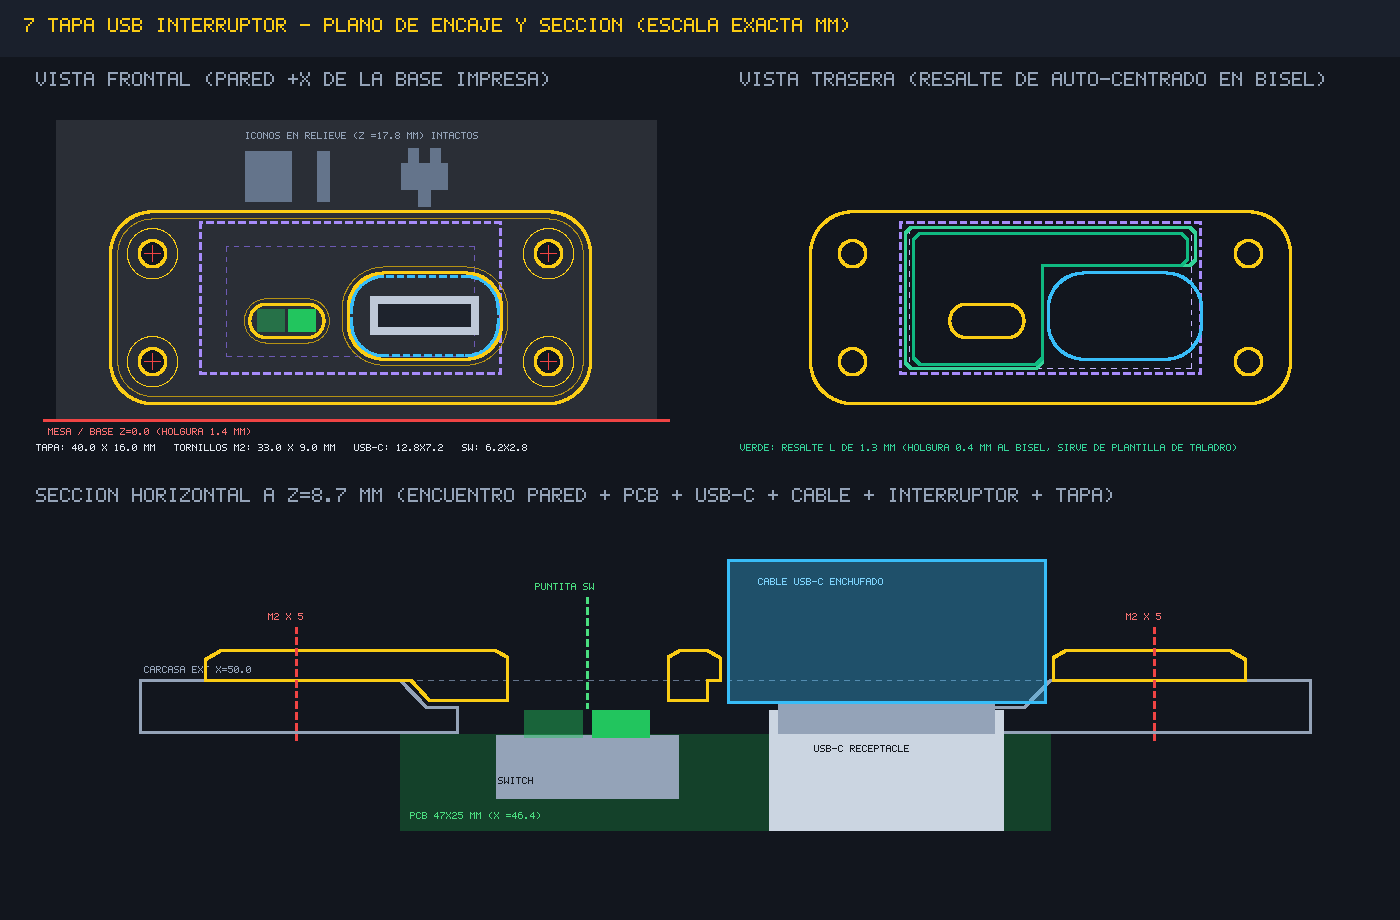 7 TAPA USB INTERRUPTOR - PLANO DE ENCAJE Y SECCION (ESCALA EXACTA MM)
VISTA FRONTAL (PARED +X DE LA BASE IMPRESA)
VISTA TRASERA (RESALTE DE AUTO-CENTRADO EN BISEL)
ICONOS EN RELIEVE (Z =17.8 MM) INTACTOS
MESA / BASE Z=0.0 (HOLGURA 1.4 MM)
TAPA: 40.0 X 16.0 MM   TORNILLOS M2: 33.0 X 9.0 MM   USB-C: 12.8X7.2   SW: 6.2X2.8
VERDE: RESALTE L DE 1.3 MM (HOLGURA 0.4 MM AL BISEL, SIRVE DE PLANTILLA DE TALADRO)
SECCION HORIZONTAL A Z=8.7 MM (ENCUENTRO PARED + PCB + USB-C + CABLE + INTERRUPTOR + TAPA)
CABLE USB-C ENCHUFADO
PUNTITA SW
M2 X 5
M2 X 5
CARCASA EXT X=50.0
USB-C RECEPTACLE
SWITCH
PCB 47X25 MM (X =46.4)